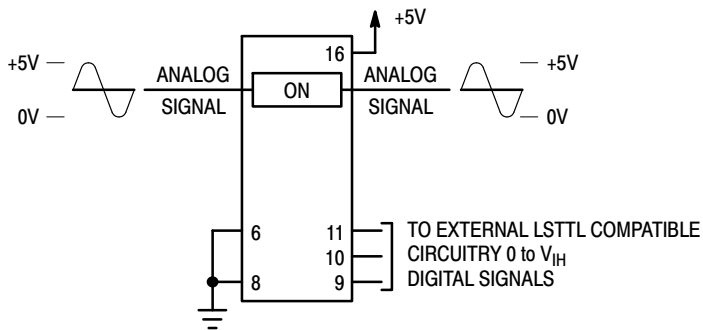 +5V
16
+5V
ANALOG
SIGNAL
0V
ON
ANALOG
SIGNAL
+5V
0V
6
8
11
10
9
TO EXTERNAL LSTTL COMPATIBLE
CIRCUITRY 0 to VIH
DIGITAL SIGNALS